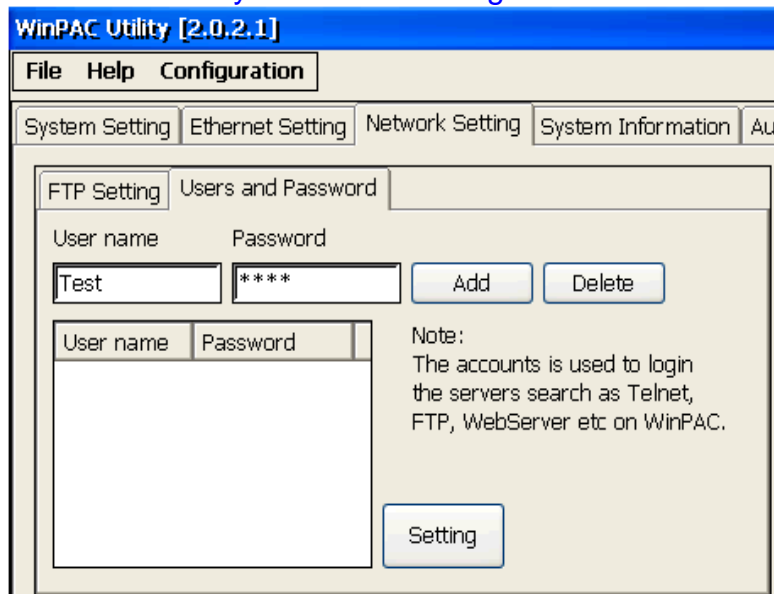 WinPAC Utility [2.0.2.1]
File Help Configuration
System Setting Ethernet Setting Network Setting System Information Au
FTP Setting Users and Password
User name Password
Test **** Add Delete
User name Password
Note:
The accounts is used to login
the servers search as Telnet,
FTP, WebServer etc on WinPAC.
Setting